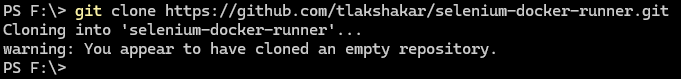 PS F:\> git clone https://github.com/tlakshakar/selenium-docker-runner.git
Cloning into 'selenium-docker-runner'...
warning: You appear to have cloned an empty repository.
PS F:\>